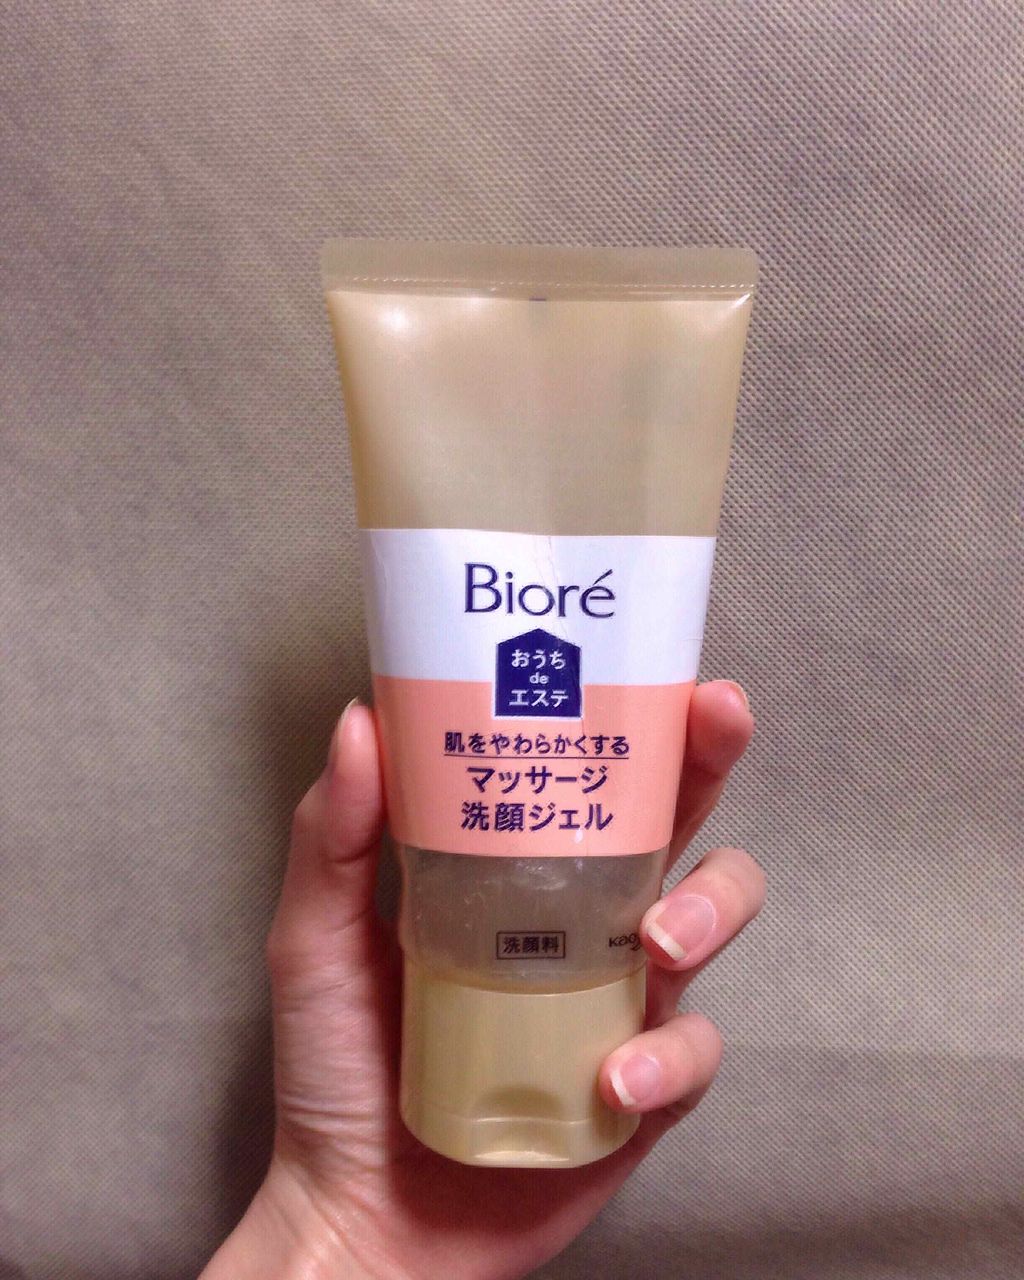 Bioré
おうち
de
エステ
肌をやわらかくする
マッサージ
洗顔ジェル
洗顔料
Kao